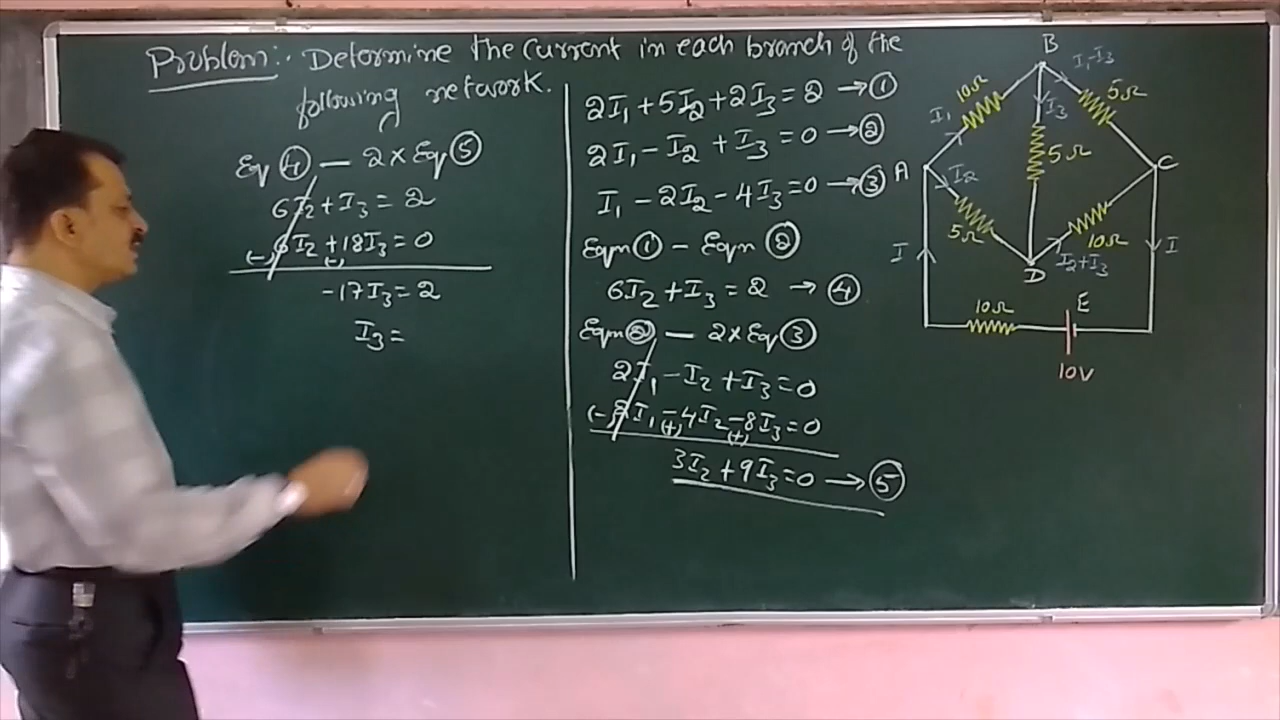 Problem:- Determine the current in each branch of the
following network.
Eq ④ — 2 × Eq ⑤
6I₂ + I₃ = 2
(-) 6I₂ + 18I₃ = 0
(-)
-17I₃ = 2
I₃ =
2I₁ + 5I₂ + 2I₃ = 2 → ①
2I₁ - I₂ + I₃ = 0 → ②
I₁ - 2I₂ - 4I₃ = 0 → ③
Eqn ① - Eqn ②
6I₂ + I₃ = 2 → ④
Eqn ② — 2 × Eq ③
2I₁ - I₂ + I₃ = 0
(-) 2I₁ - 4I₂ - 8I₃ = 0
(+) (+)
3I₂ + 9I₃ = 0 → ⑤
B
I₁-I₃
10Ω
5Ω
I₁
I₃
5Ω
A
C
I₂
5Ω
10Ω
I₂+I₃
D
I
I
10Ω
E
10V